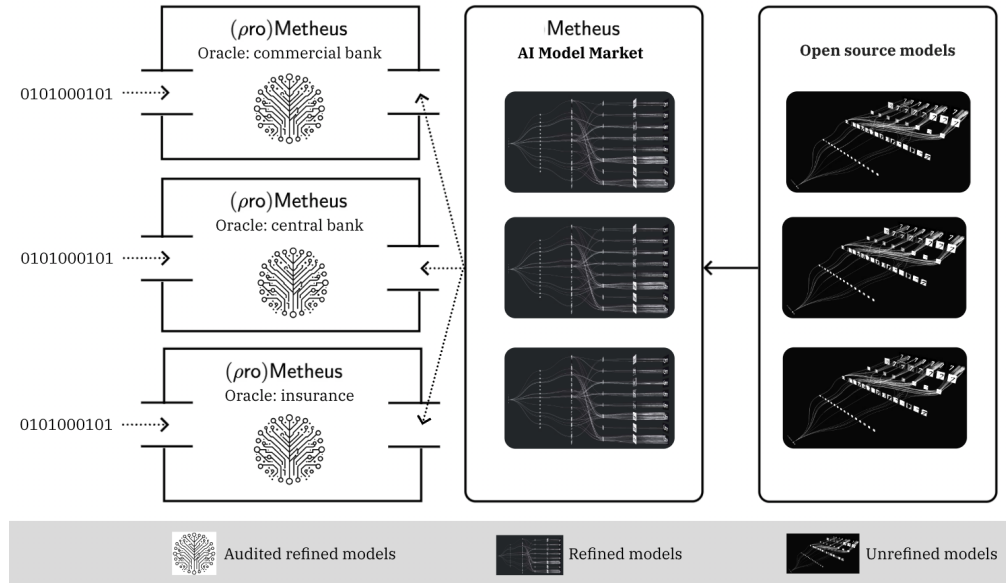 (ρro)Metheus
Oracle: commercial bank
0101000101
(ρro)Metheus
Oracle: central bank
0101000101
(ρro)Metheus
Oracle: insurance
0101000101
Metheus
AI Model Market
Open source models
Audited refined models
Refined models
Unrefined models